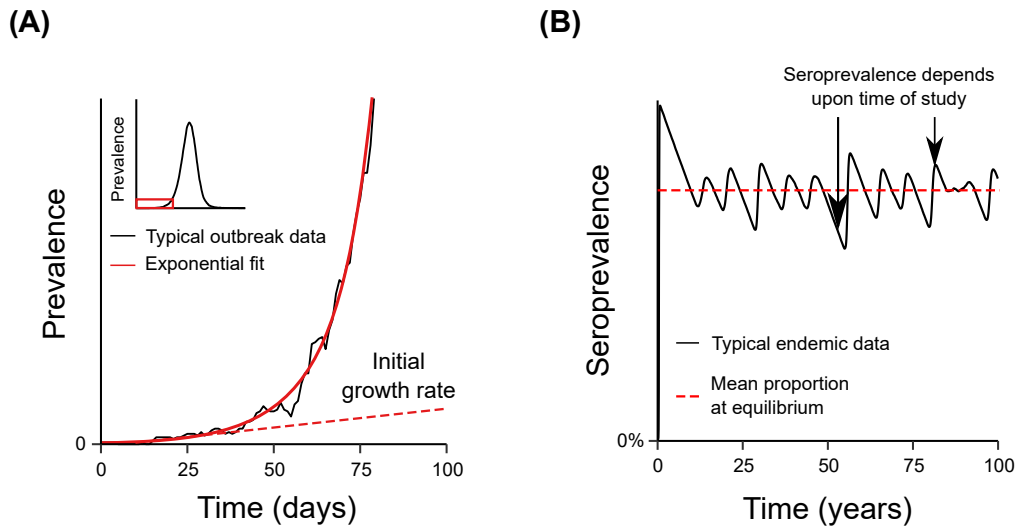 (A)
Prevalence
Typical outbreak data
Exponential fit
Prevalence
Initial
growth rate
0
0
25
50
75
100
Time (days)
(B)
Seroprevalence depends
upon time of study
Seroprevalence
Typical endemic data
Mean proportion
at equilibrium
0%
0
25
50
75
100
Time (years)